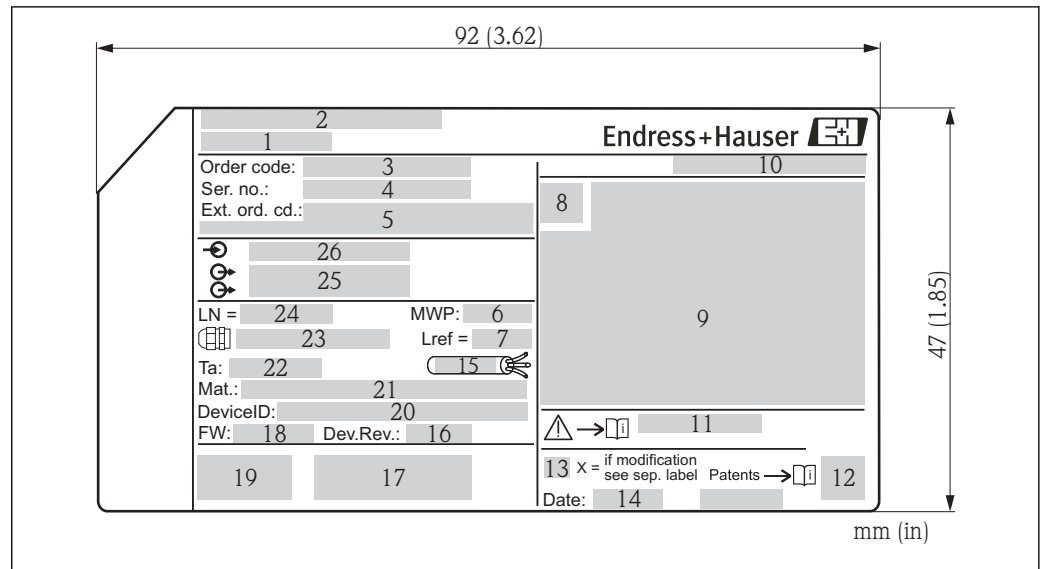 92 (3.62)
2
1
Endress+Hauser
10
Order code: 3
Ser. no.: 4
Ext. ord. cd.: 5
8
26
25
9
47 (1.85)
LN = 24 MWP: 6
23 Lref = 7
Ta: 22 15
Mat.: 21
DeviceID: 20
FW: 18 Dev.Rev.: 16
i 11
19 17
13 X = if modification
see sep. label Patents i 12
Date: 14
mm (in)